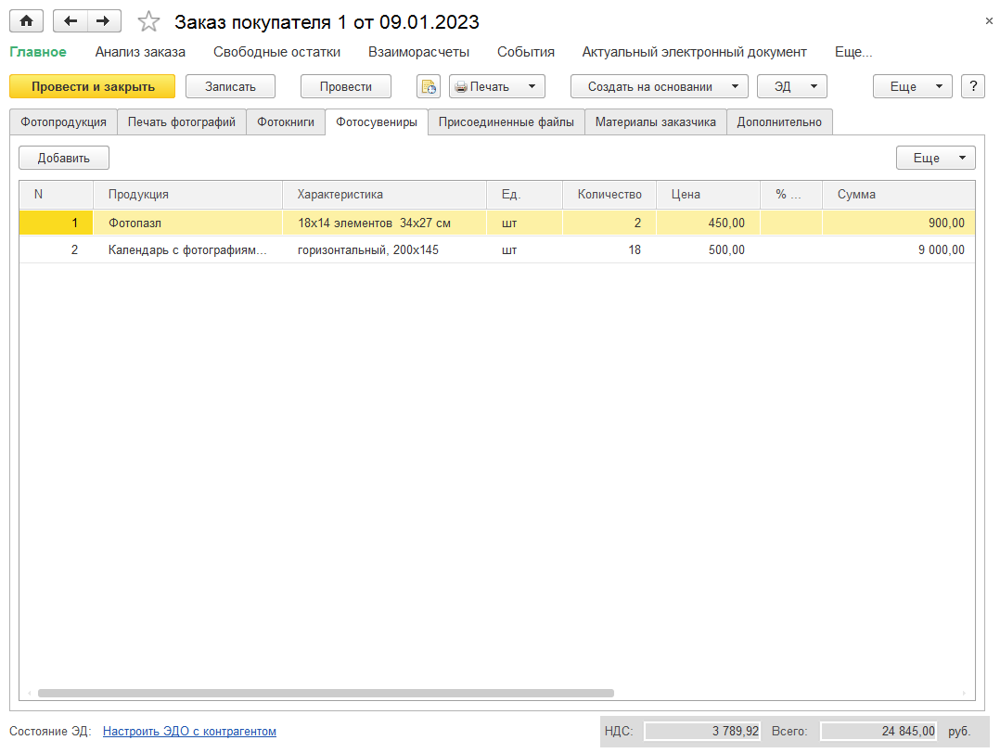 Заказ покупателя 1 от 09.01.2023
Главное Анализ заказа Свободные остатки Взаиморасчеты События Актуальный электронный документ Еще...
Провести и закрыть Записать Провести Печать Создать на основании ЭД Еще ?
Фотопродукция Печать фотографий Фотокниги Фотосувениры Присоединенные файлы Материалы заказчика Дополнительно
Добавить Еще
N Продукция Характеристика Ед. Количество Цена % ... Сумма
1 Фотопазл 18х14 элементов 34х27 см шт 2 450,00 900,00
2 Календарь с фотографиям... горизонтальный, 200х145 шт 18 500,00 9 000,00
Состояние ЭД: Настроить ЭДО с контрагентом НДС: 3 789,92 Всего: 24 845,00 руб.